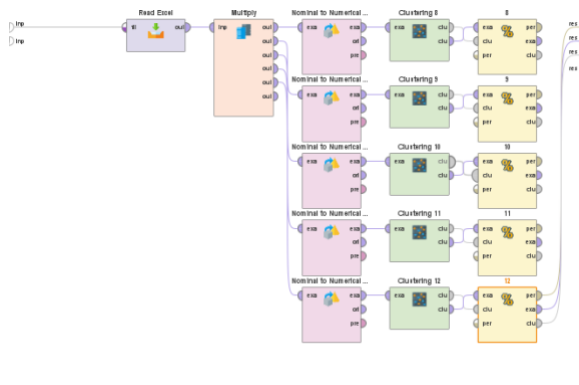 Inp
Inp
Read Excel
fil
out
Multiply
inp
out
out
out
out
out
out
Nominal to Numerical ...
exa
exa
ori
pre
Clustering 8
exa
clu
clu
8
exa
per
clu
exa
per
clu
Nominal to Numerical ...
exa
exa
ori
pre
Clustering 9
exa
clu
clu
9
exa
per
clu
exa
per
clu
Nominal to Numerical ...
exa
exa
ori
pre
Clustering 10
exa
clu
clu
10
exa
per
clu
exa
per
clu
Nominal to Numerical ...
exa
exa
ori
pre
Clustering 11
exa
clu
clu
11
exa
per
clu
exa
per
clu
Nominal to Numerical ...
exa
exa
ori
pre
Clustering 12
exa
clu
clu
12
exa
per
clu
exa
per
clu
res
res
res
res